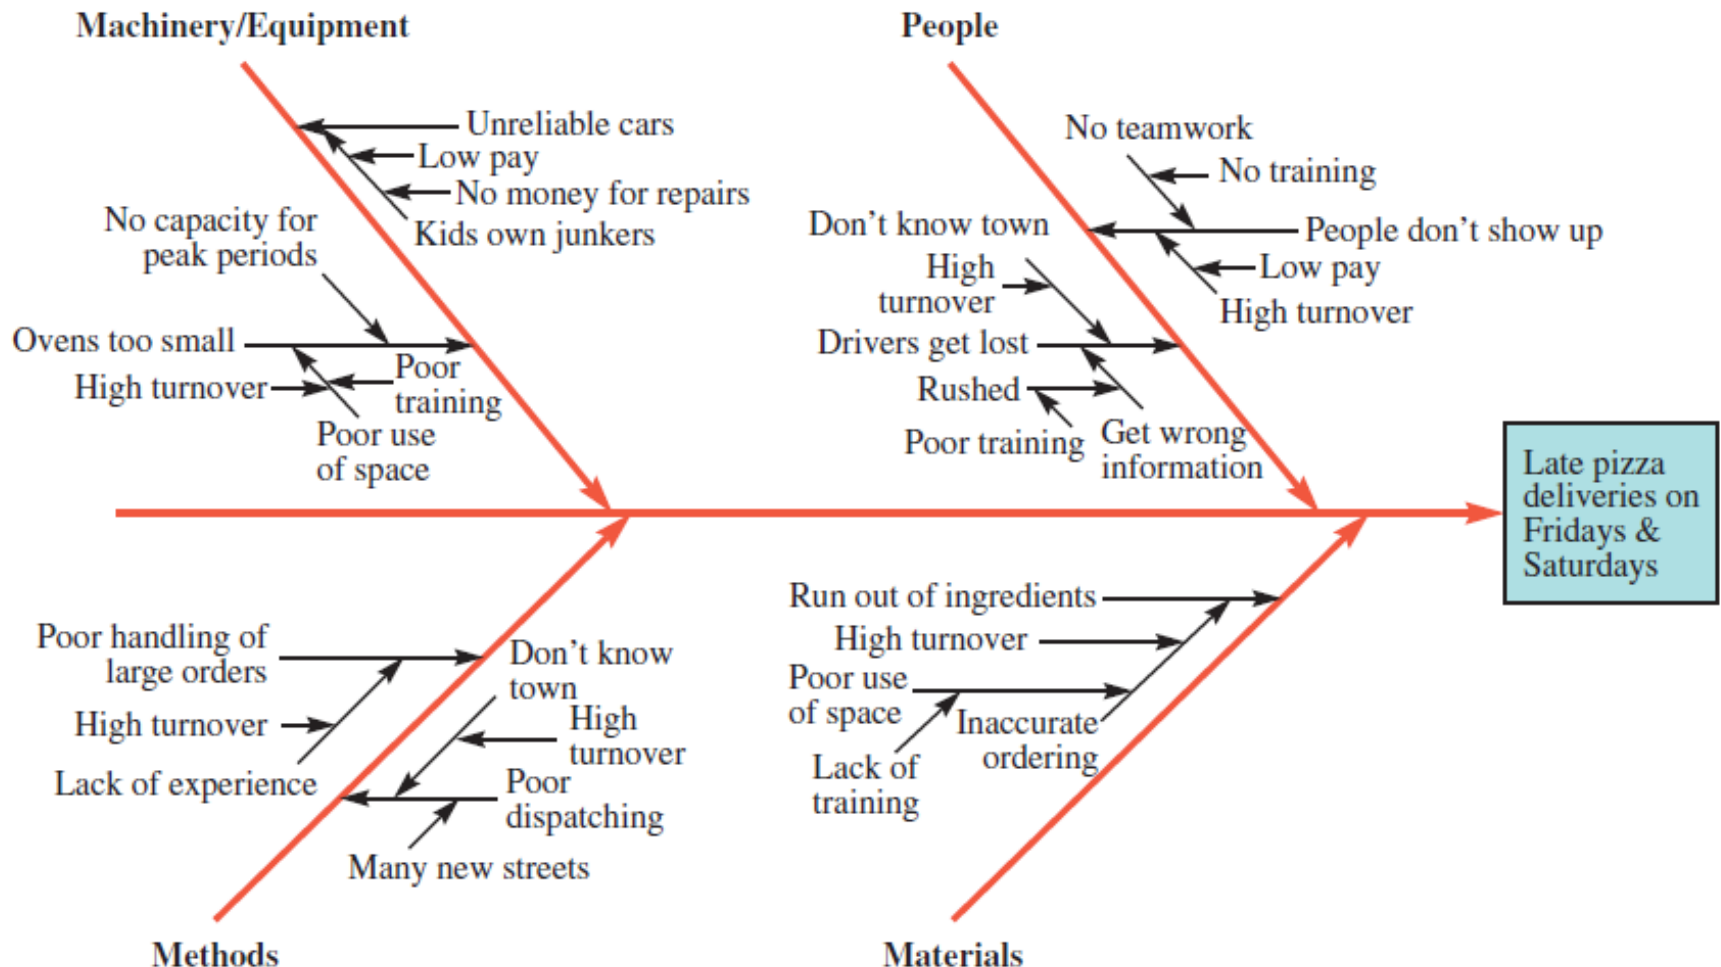 Machinery/Equipment
People
Unreliable cars
Low pay
No money for repairs
Kids own junkers
No capacity for
peak periods
Ovens too small
High turnover
Poor
training
Poor use
of space
No teamwork
No training
Don't know town
People don't show up
High
turnover
Low pay
High turnover
Drivers get lost
Rushed
Poor training
Get wrong
information
Late pizza
deliveries on
Fridays &
Saturdays
Poor handling of
large orders
High turnover
Lack of experience
Don't know
town
High
turnover
Poor
dispatching
Many new streets
Run out of ingredients
High turnover
Poor use
of space
Inaccurate
ordering
Lack of
training
Methods
Materials